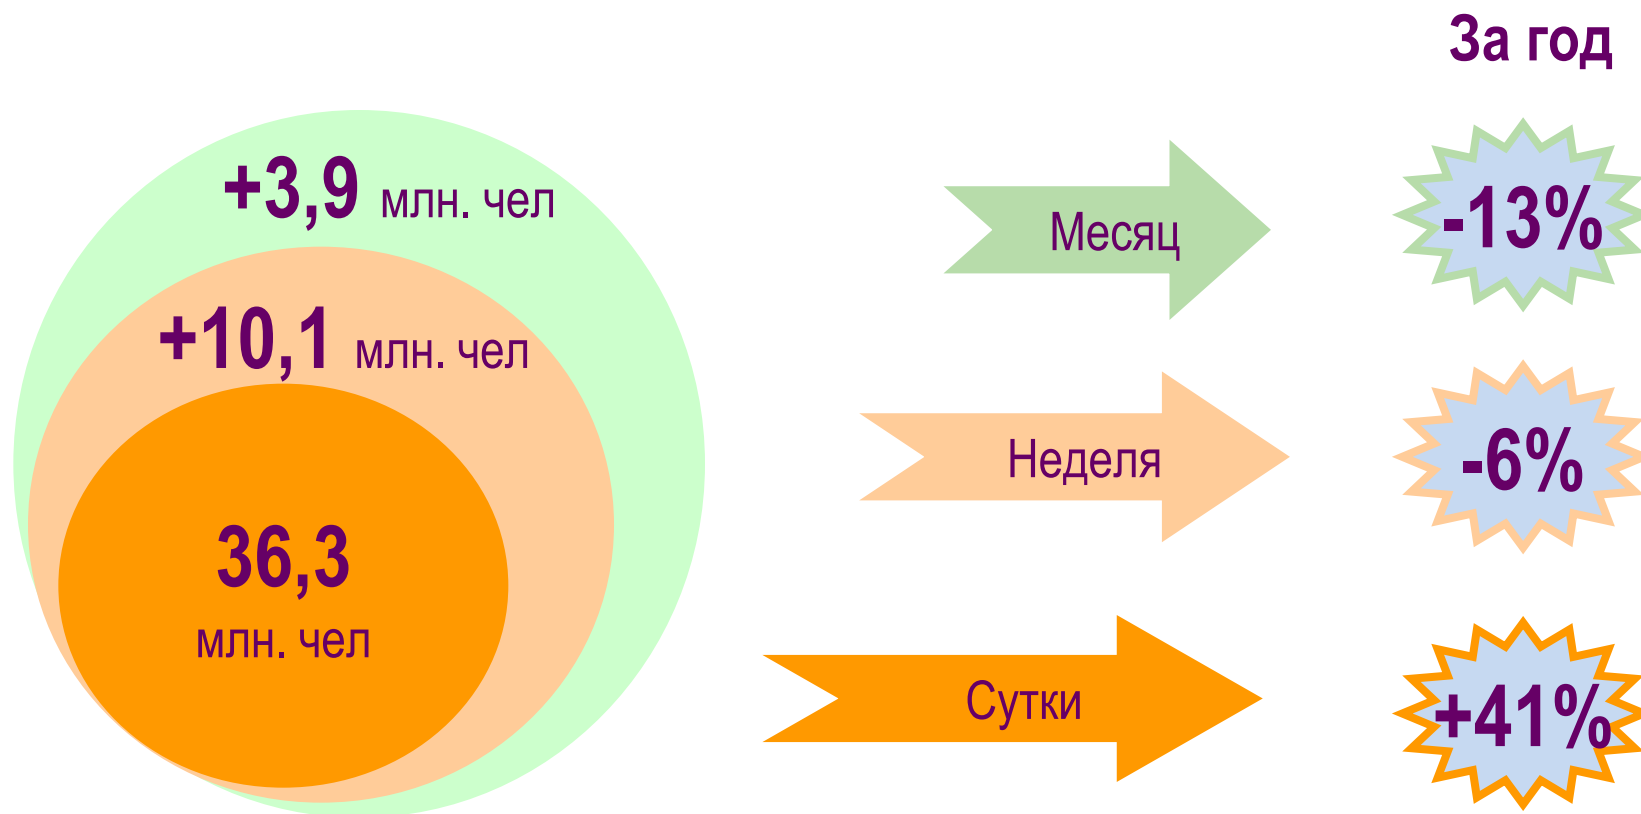 За год
+3,9 млн. чел
Месяц
-13%
+10,1 млн. чел
Неделя
-6%
36,3
млн. чел
Сутки
+41%